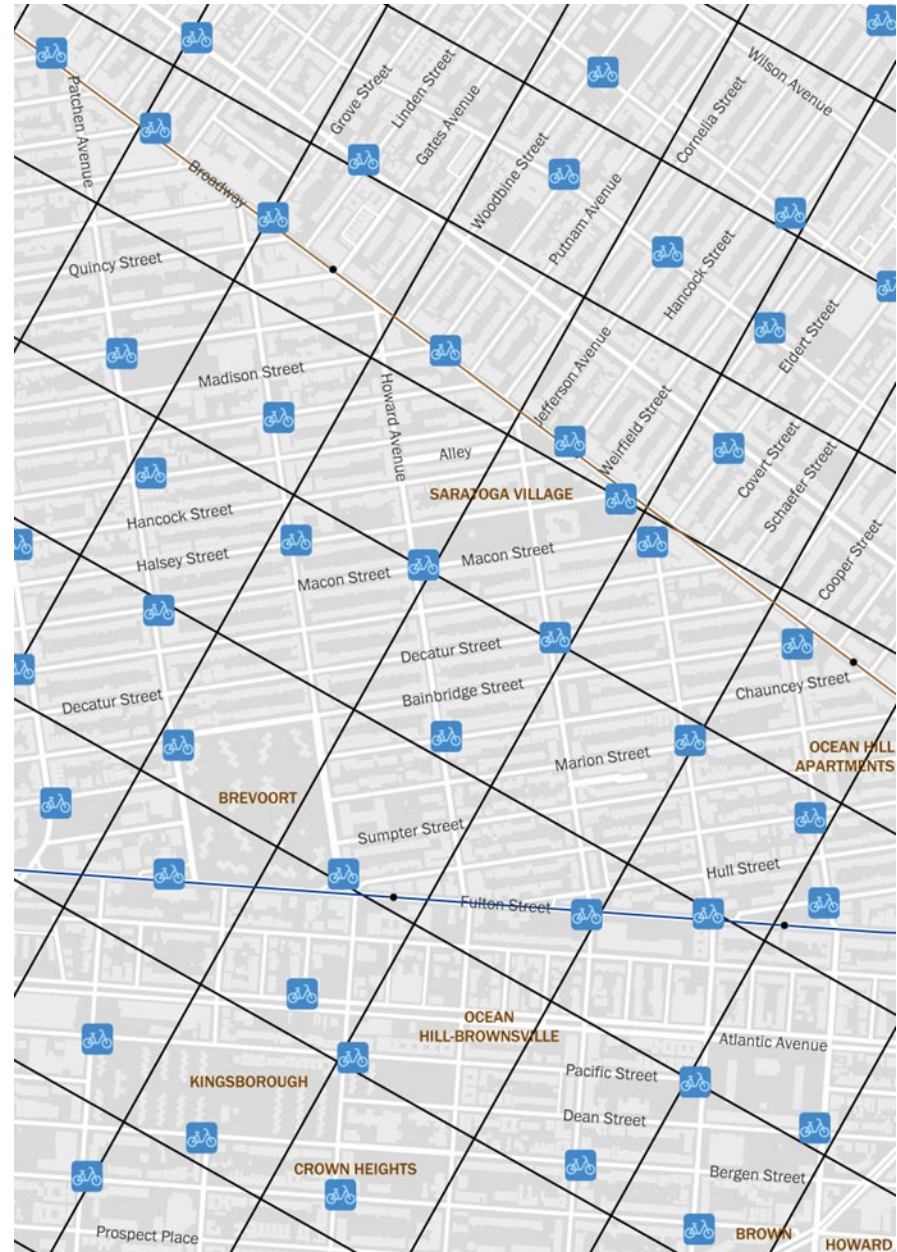 Wilson Avenue
Grove Street
Linden Street
Gates Avenue
Cornelia Street
Patchen Avenue
Broadway
Woodbine Street
Putnam Avenue
Quincy Street
Hancock Street
Eldert Street
Madison Street
Jefferson Avenue
Howard Avenue
Weirfield Street
Alley
Covert Street
Schaefer Street
SARATOGA VILLAGE
Hancock Street
Halsey Street
Macon Street
Macon Street
Cooper Street
Decatur Street
Bainbridge Street
Decatur Street
Chauncey Street
Marion Street
OCEAN HILL
APARTMENTS
BREVOORT
Sumpter Street
Hull Street
Fulton Street
OCEAN
HILL-BROWNSVILLE
Atlantic Avenue
KINGSBOROUGH
Pacific Street
Dean Street
CROWN HEIGHTS
Bergen Street
Prospect Place
BROWN
HOWARD